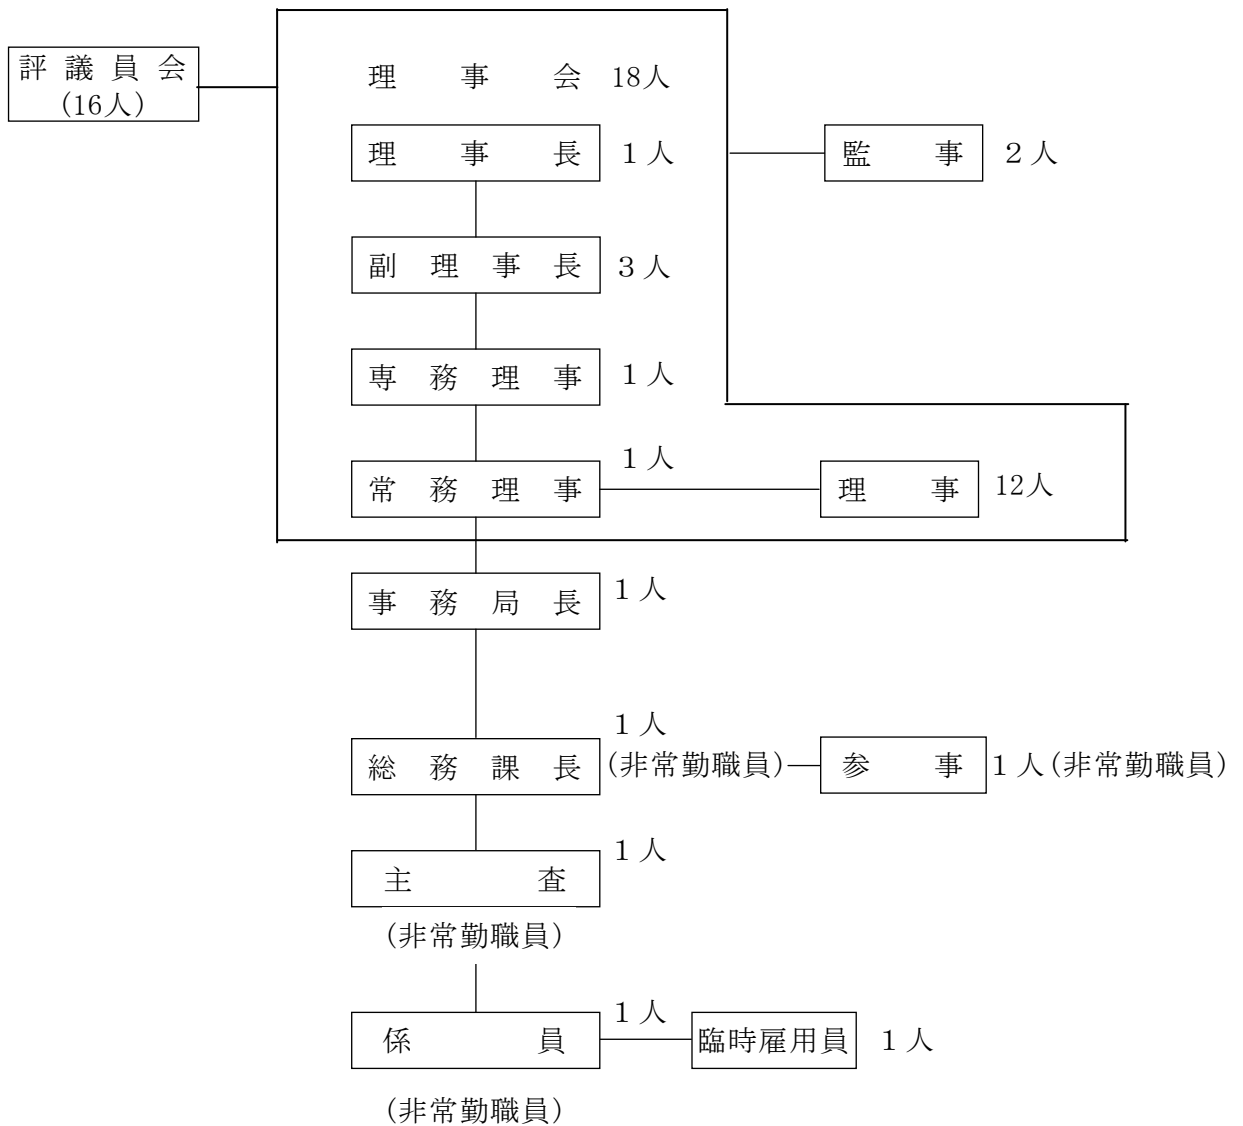 評議員会
(16人)
理事会 18人
理事長 1人
監事 2人
副理事長 3人
専務理事 1人
常務理事 1人
理事 12人
事務局長 1人
総務課長 1人
(非常勤職員)
参事 1人(非常勤職員)
主査 1人
(非常勤職員)
係員 1人
臨時雇用員 1人
(非常勤職員)